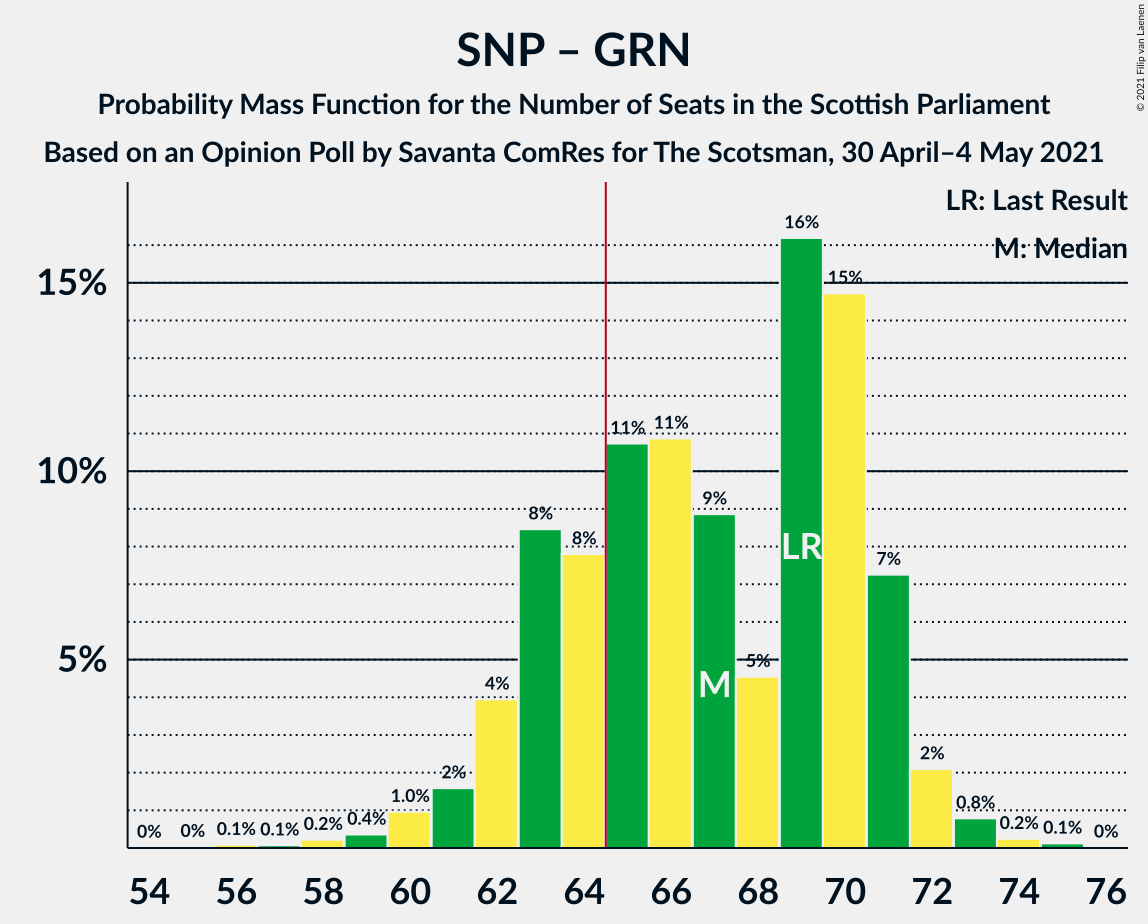 SNP – GRN
Probability Mass Function for the Number of Seats in the Scottish Parliament
Based on an Opinion Poll by Savanta ComRes for The Scotsman, 30 April–4 May 2021
© 2021 Filip van Laenen
LR: Last Result
M: Median
15%
10%
5%
0%
0%
0.1%
0.1%
0.2%
0.4%
1.0%
2%
4%
8%
8%
11%
11%
9%
5%
16%
15%
7%
2%
0.8%
0.2%
0.1%
0%
LR
M
54 56 58 60 62 64 66 68 70 72 74 76